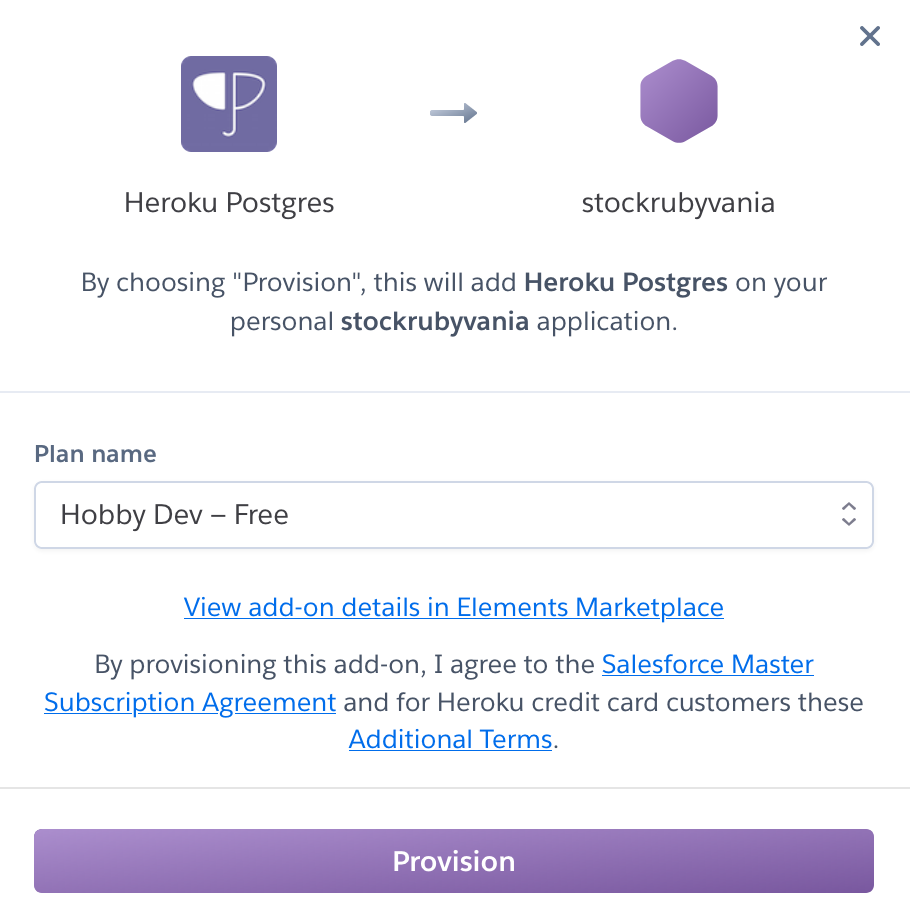 Heroku Postgres
stockrubyvania
By choosing "Provision", this will add Heroku Postgres on your
personal stockrubyvania application.
Plan name
Hobby Dev – Free
View add-on details in Elements Marketplace
By provisioning this add-on, I agree to the Salesforce Master
Subscription Agreement and for Heroku credit card customers these
Additional Terms.
Provision